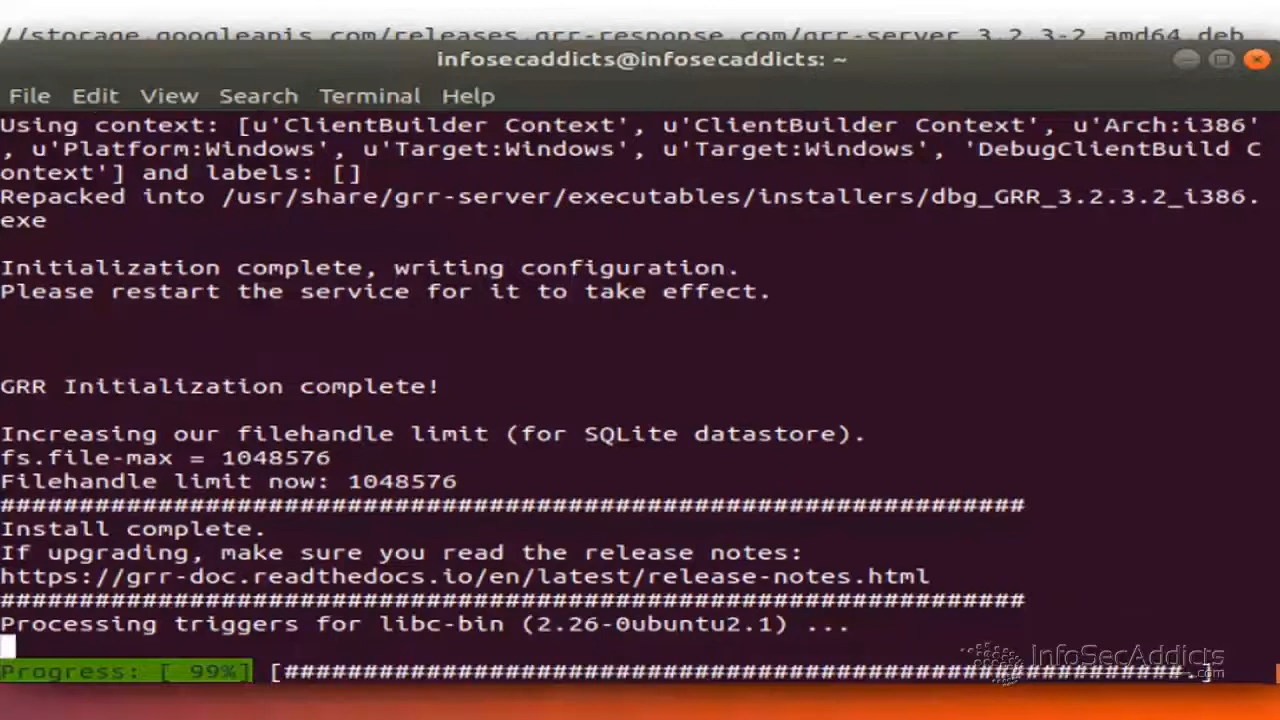 //storage.googleapis.com/releases.grr-response.com/grr-server_3.2.3-2_amd64.deb
infosecaddicts@infosecaddicts: ~
File Edit View Search Terminal Help
Using context: [u'ClientBuilder Context', u'ClientBuilder Context', u'Arch:i386'
, u'Platform:Windows', u'Target:Windows', u'Target:Windows', 'DebugClientBuild C
ontext'] and labels: []
Repacked into /usr/share/grr-server/executables/installers/dbg_GRR_3.2.3.2_i386.
exe
Initialization complete, writing configuration.
Please restart the service for it to take effect.
GRR Initialization complete!
Increasing our filehandle limit (for SQLite datastore).
fs.file-max = 1048576
Filehandle limit now: 1048576
#################################################################
Install complete.
If upgrading, make sure you read the release notes:
https://grr-doc.readthedocs.io/en/latest/release-notes.html
#################################################################
Processing triggers for libc-bin (2.26-0ubuntu2.1) ...
Progress: [ 99%] [#########################################################.]
InfoSecAddicts
.com